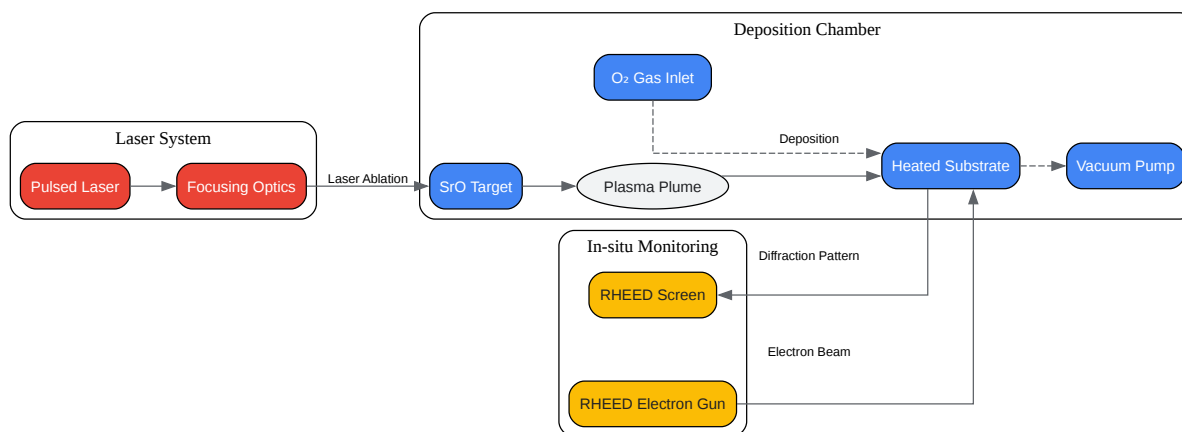 Deposition Chamber
O₂ Gas Inlet
Laser System
Deposition
Pulsed Laser
Focusing Optics
Laser Ablation
SrO Target
Plasma Plume
Heated Substrate
Vacuum Pump
In-situ Monitoring
Diffraction Pattern
RHEED Screen
Electron Beam
RHEED Electron Gun